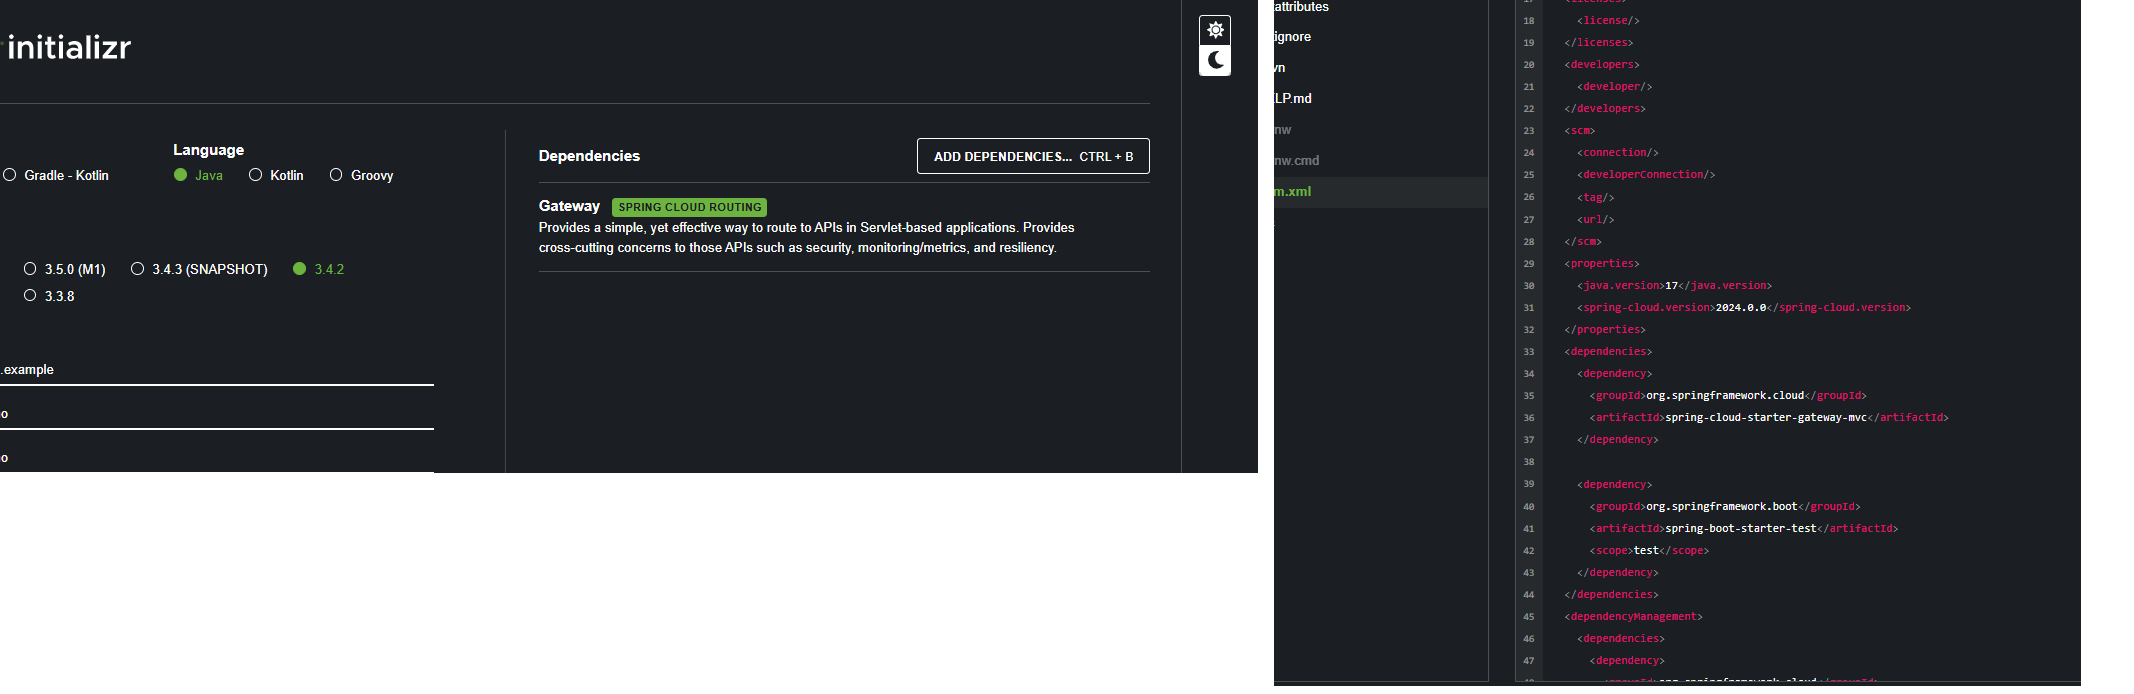 initializr
Language
Gradle - Kotlin
Java
Kotlin
Groovy
3.5.0 (M1)
3.4.3 (SNAPSHOT)
3.4.2
3.3.8
.example
o
o
Dependencies
ADD DEPENDENCIES... CTRL + B
Gateway SPRING CLOUD ROUTING
Provides a simple, yet effective way to route to APIs in Servlet-based applications. Provides
cross-cutting concerns to those APIs such as security, monitoring/metrics, and resiliency.
attributes
ignore
vn
LP.md
nw
nw.cmd
m.xml
17 <licenses>
18 <license/>
19 </licenses>
20 <developers>
21 <developer/>
22 </developers>
23 <scm>
24 <connection/>
25 <developerConnection/>
26 <tag/>
27 <url/>
28 </scm>
29 <properties>
30 <java.version>17</java.version>
31 <spring-cloud.version>2024.0.0</spring-cloud.version>
32 </properties>
33 <dependencies>
34 <dependency>
35 <groupId>org.springframework.cloud</groupId>
36 <artifactId>spring-cloud-starter-gateway-mvc</artifactId>
37 </dependency>
38
39 <dependency>
40 <groupId>org.springframework.boot</groupId>
41 <artifactId>spring-boot-starter-test</artifactId>
42 <scope>test</scope>
43 </dependency>
44 </dependencies>
45 <dependencyManagement>
46 <dependencies>
47 <dependency>
48 <groupId>org.springframework.cloud</groupId>